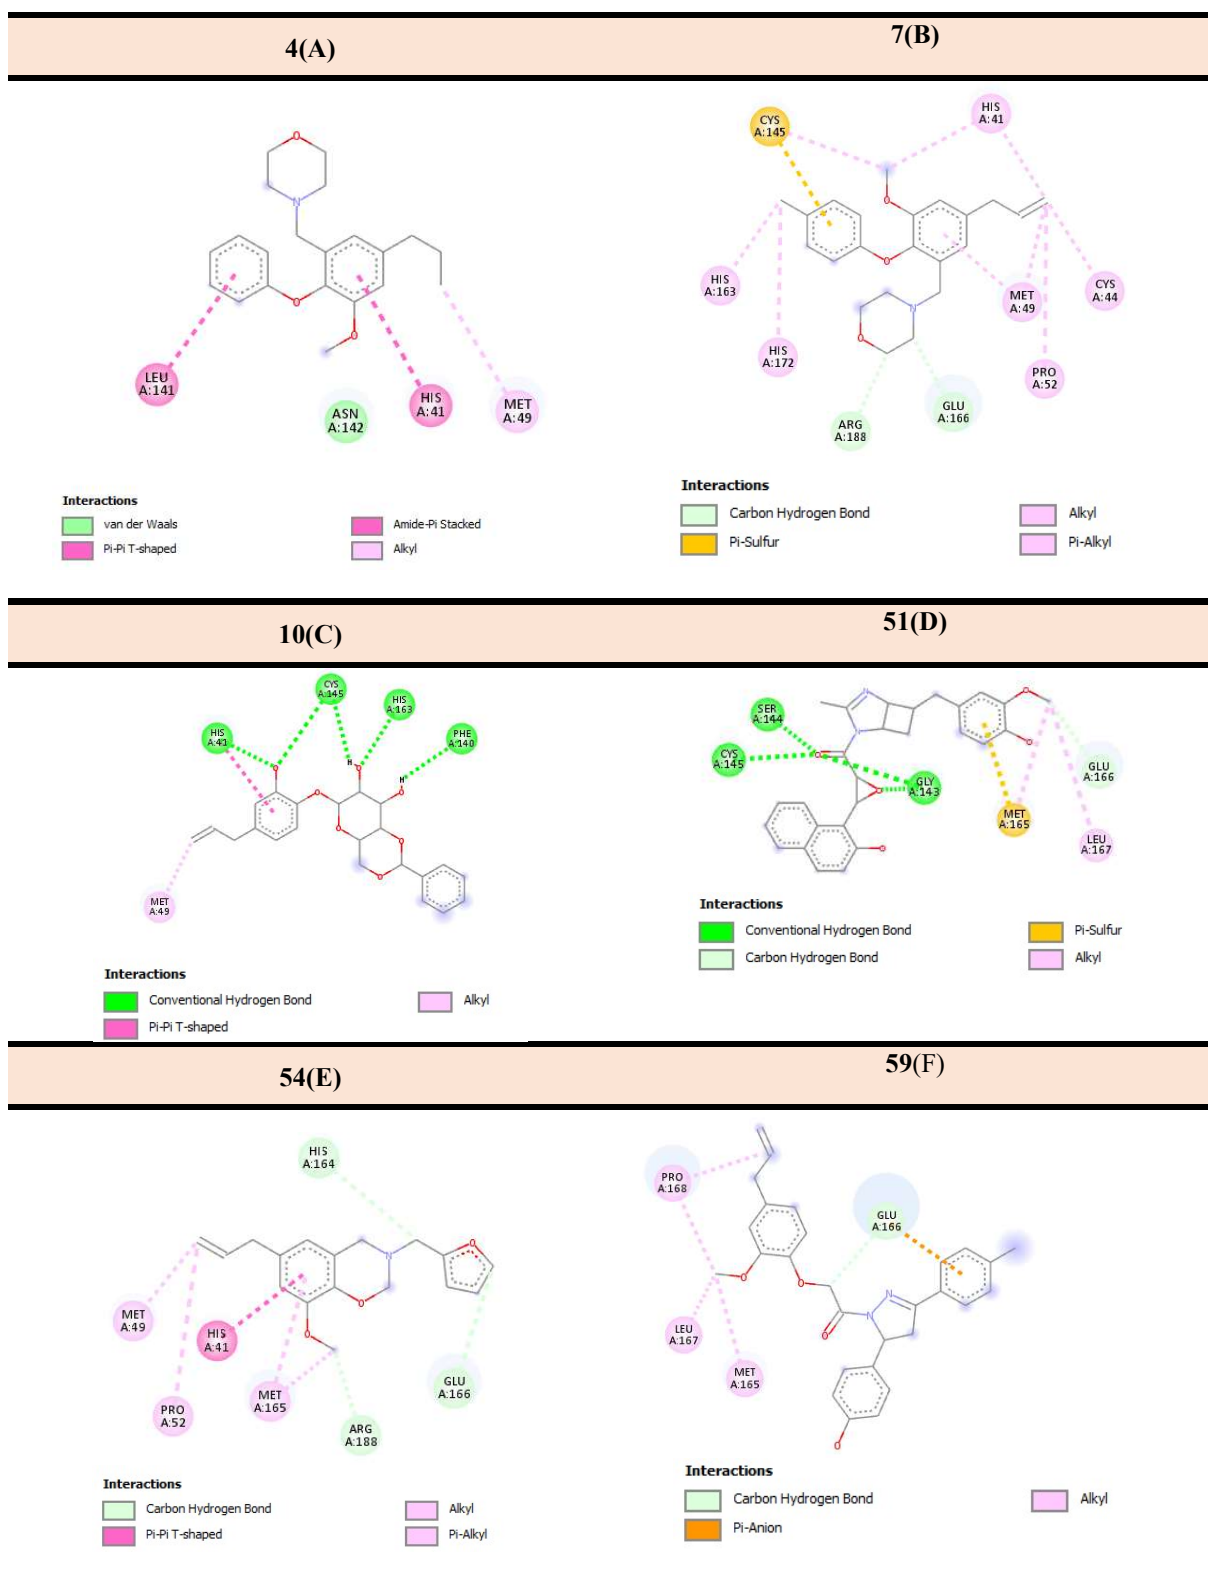 4(A)
7(B)
O
N
O
O
LEU
A:141
ASN
A:142
HIS
A:41
MET
A:49
Interactions
van der Waals
Pi-Pi T-shaped
Amide-Pi Stacked
Alkyl
CYS
A:145
HIS
A:41
O
O
N
O
HIS
A:163
HIS
A:172
MET
A:49
CYS
A:44
PRO
A:52
GLU
A:166
ARG
A:188
Interactions
Carbon Hydrogen Bond
Pi-Sulfur
Alkyl
Pi-Alkyl
10(C)
51(D)
CYS
A:145
HIS
A:163
HIS
A:41
PHE
A:140
H
H
O
O
O
O
O
O
O
MET
A:49
Interactions
Conventional Hydrogen Bond
Pi-Pi T-shaped
Alkyl
SER
A:144
CYS
A:145
N
N
O
O
O
O
O
GLY
A:143
GLU
A:166
MET
A:165
LEU
A:167
Interactions
Conventional Hydrogen Bond
Carbon Hydrogen Bond
Pi-Sulfur
Alkyl
54(E)
59(F)
HIS
A:164
N
O
O
O
MET
A:49
HIS
A:41
PRO
A:52
MET
A:165
ARG
A:188
GLU
A:166
Interactions
Carbon Hydrogen Bond
Pi-Pi T-shaped
Alkyl
Pi-Alkyl
PRO
A:168
GLU
A:166
O
O
O
N
N
O
LEU
A:167
MET
A:165
Interactions
Carbon Hydrogen Bond
Pi-Anion
Alkyl